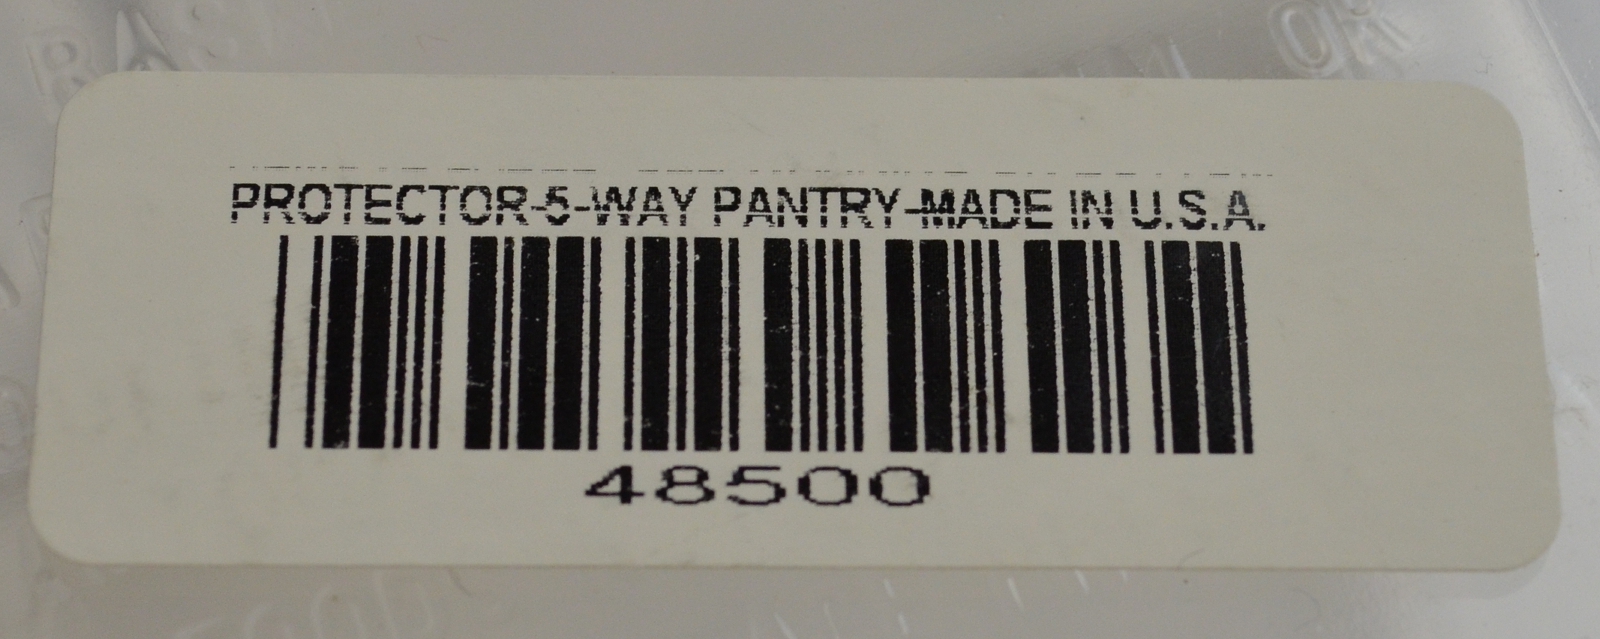 PROTECTOR-5-WAY PANTRY-MADE IN U.S.A.
48500